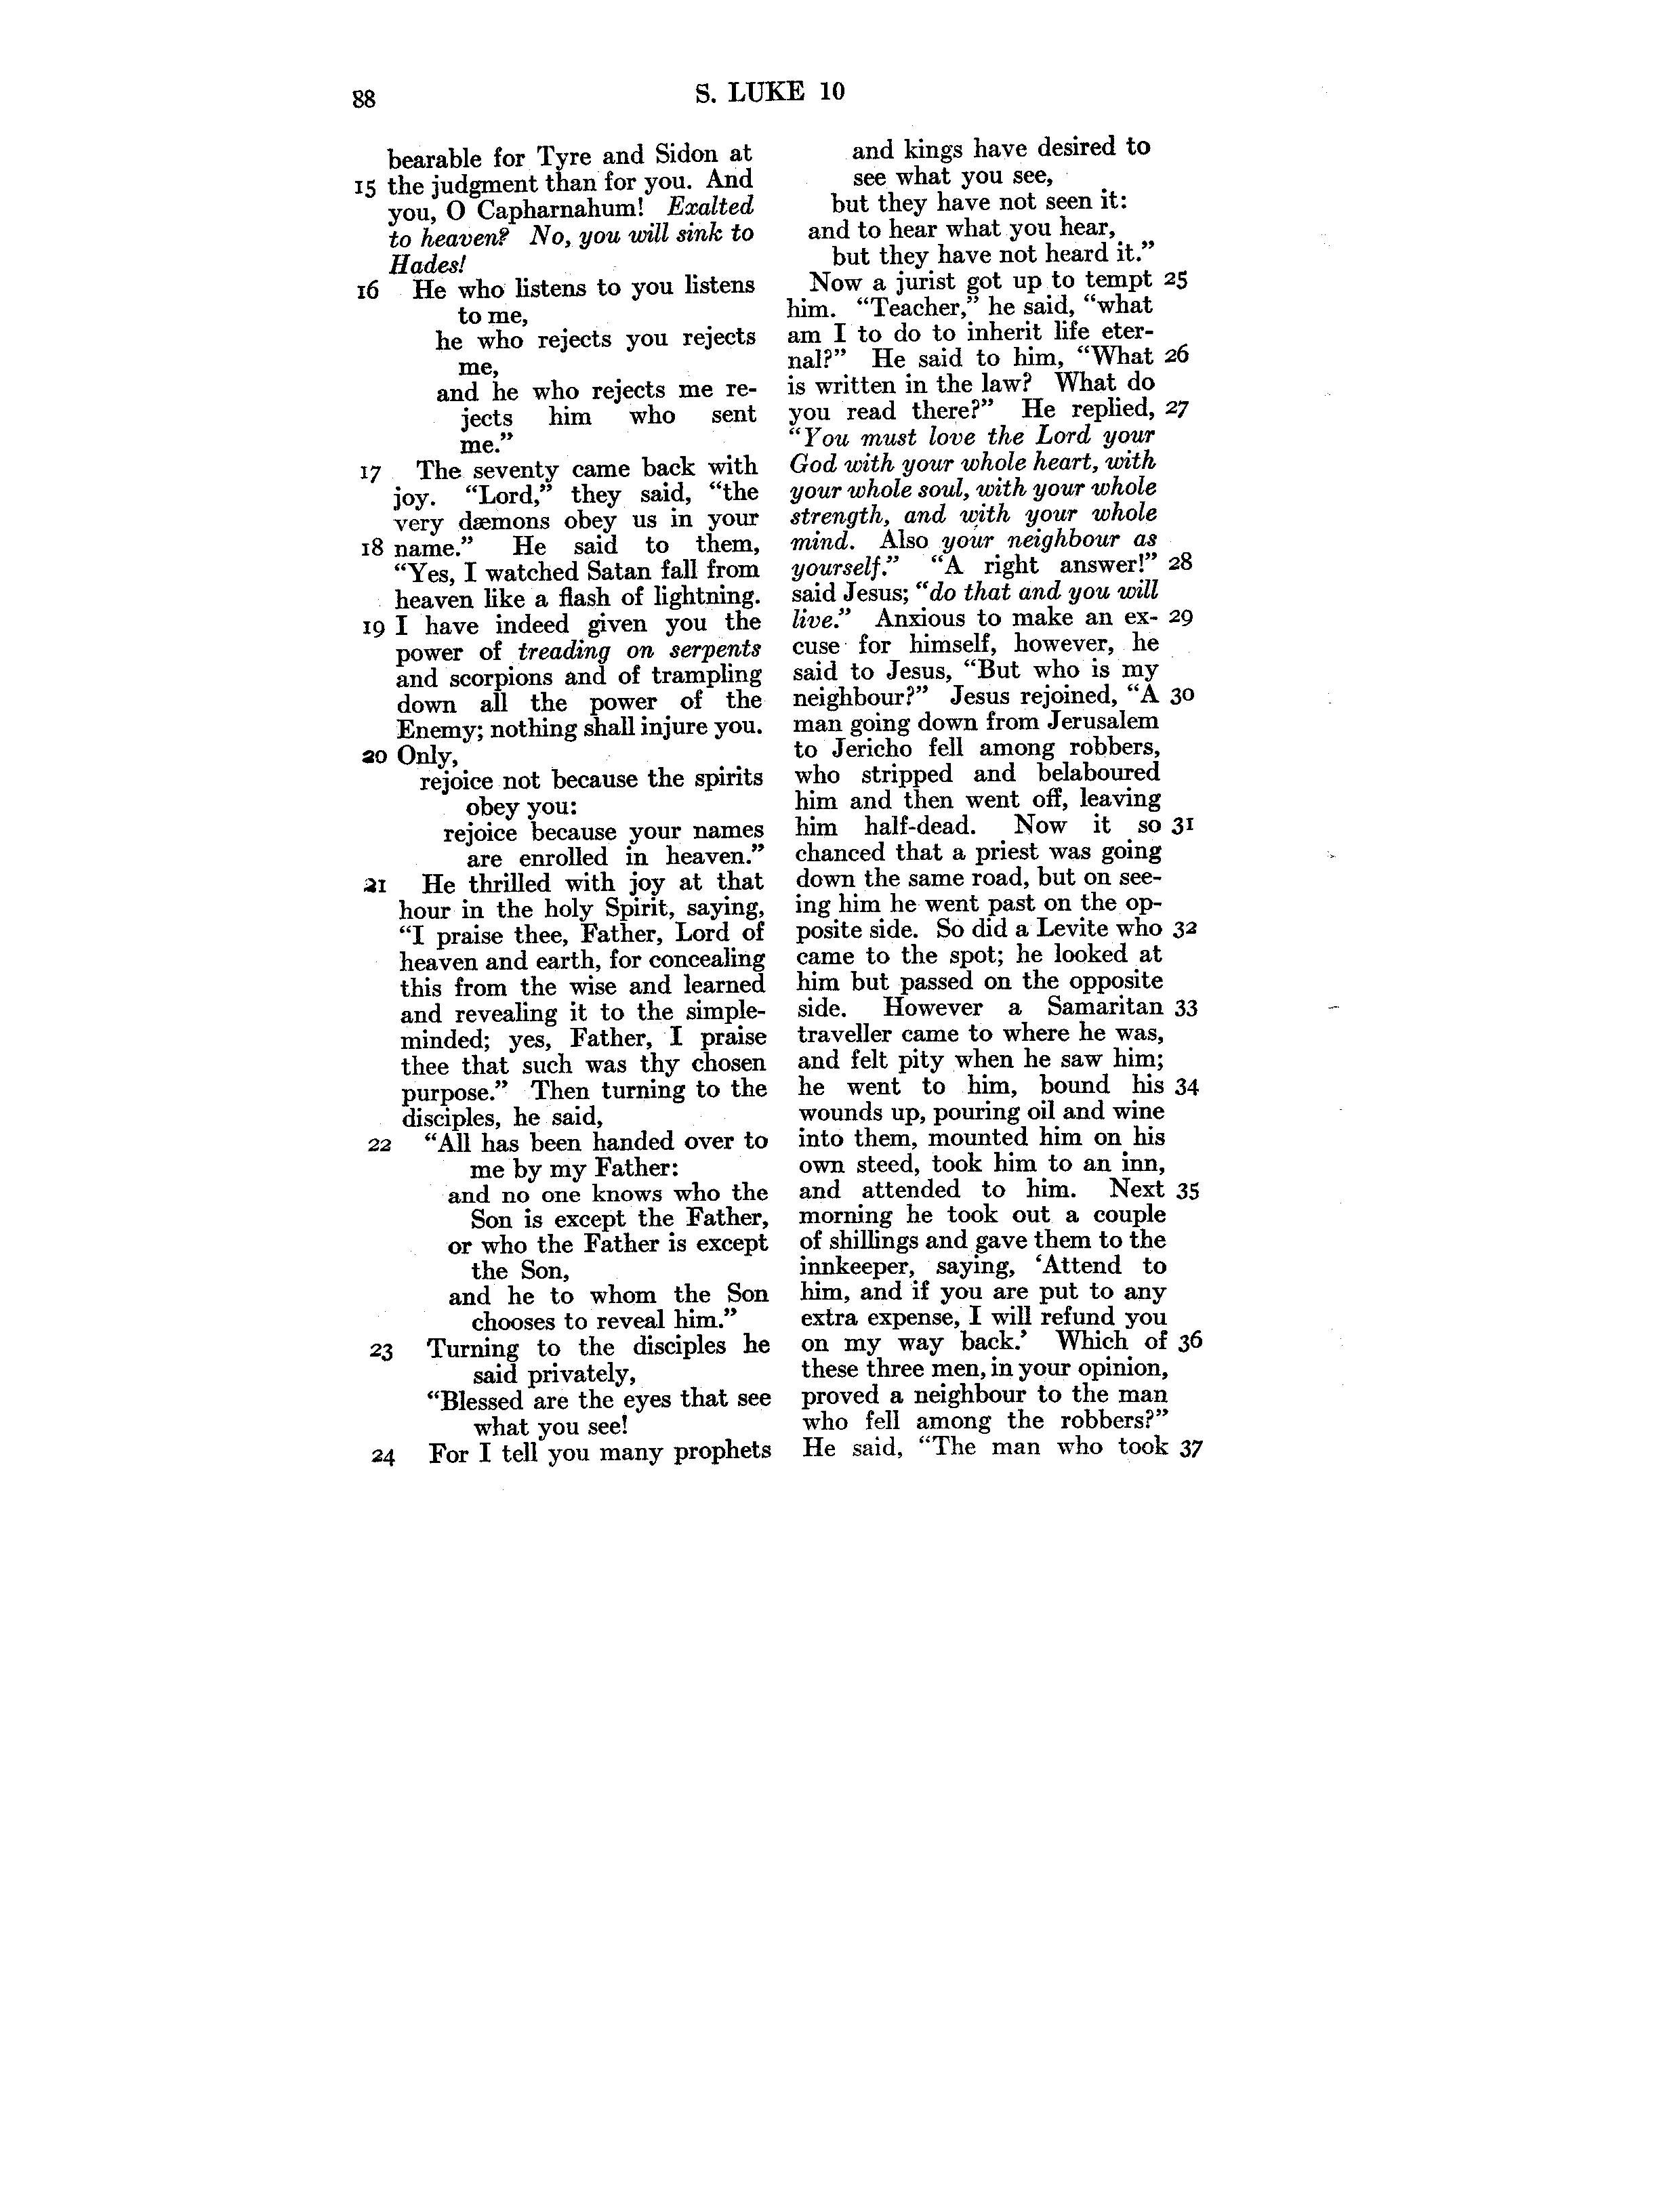 88
S. LUKE 10
bearable for Tyre and Sidon at
15 the judgment than for you. And
you, O Capharnahum! Exalted
to heaven? No, you will sink to
Hades!
16 He who listens to you listens
to me,
he who rejects you rejects
me,
and he who rejects me re-
jects him who sent
me.”
17 The seventy came back with
joy. “Lord,” they said, “the
very dæmons obey us in your
18 name.” He said to them,
“Yes, I watched Satan fall from
heaven like a flash of lightning.
19 I have indeed given you the
power of treading on serpents
and scorpions and of trampling
down all the power of the
Enemy; nothing shall injure you.
20 Only,
rejoice not because the spirits
obey you:
rejoice because your names
are enrolled in heaven.”
21 He thrilled with joy at that
hour in the holy Spirit, saying,
“I praise thee, Father, Lord of
heaven and earth, for concealing
this from the wise and learned
and revealing it to the simple-
minded; yes, Father, I praise
thee that such was thy chosen
purpose.” Then turning to the
disciples, he said,
22 “All has been handed over to
me by my Father:
and no one knows who the
Son is except the Father,
or who the Father is except
the Son,
and he to whom the Son
chooses to reveal him.”
23 Turning to the disciples he
said privately,
“Blessed are the eyes that see
what you see!
24 For I tell you many prophets
and kings have desired to
see what you see,
but they have not seen it:
and to hear what you hear,
but they have not heard it.”
Now a jurist got up to tempt 25
him. “Teacher,” he said, “what
am I to do to inherit life eter-
nal?” He said to him, “What 26
is written in the law? What do
you read there?” He replied, 27
“You must love the Lord your
God with your whole heart, with
your whole soul, with your whole
strength, and with your whole
mind. Also your neighbour as
yourself.” “A right answer!” 28
said Jesus; “do that and you will
live.” Anxious to make an ex- 29
cuse for himself, however, he
said to Jesus, “But who is my
neighbour?” Jesus rejoined, “A 30
man going down from Jerusalem
to Jericho fell among robbers,
who stripped and belaboured
him and then went off, leaving
him half-dead. Now it so 31
chanced that a priest was going
down the same road, but on see-
ing him he went past on the op-
posite side. So did a Levite who 32
came to the spot; he looked at
him but passed on the opposite
side. However a Samaritan 33
traveller came to where he was,
and felt pity when he saw him;
he went to him, bound his 34
wounds up, pouring oil and wine
into them, mounted him on his
own steed, took him to an inn,
and attended to him. Next 35
morning he took out a couple
of shillings and gave them to the
innkeeper, saying, ‘Attend to
him, and if you are put to any
extra expense, I will refund you
on my way back.’ Which of 36
these three men, in your opinion,
proved a neighbour to the man
who fell among the robbers?”
He said, “The man who took 37